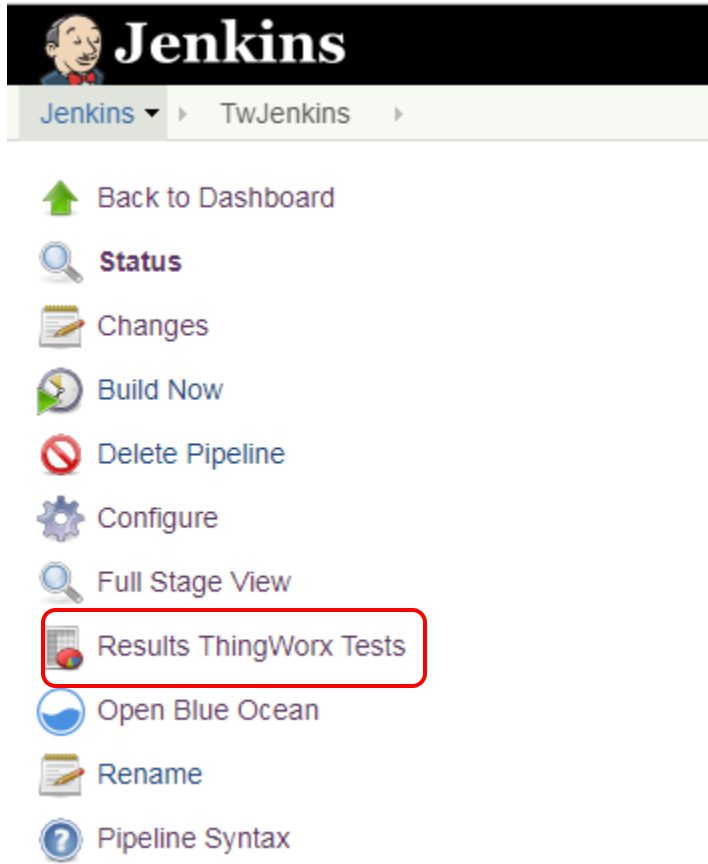 Jenkins
Jenkins TwJenkins
Back to Dashboard
Status
Changes
Build Now
Delete Pipeline
Configure
Full Stage View
Results ThingWorx Tests
Open Blue Ocean
Rename
Pipeline Syntax